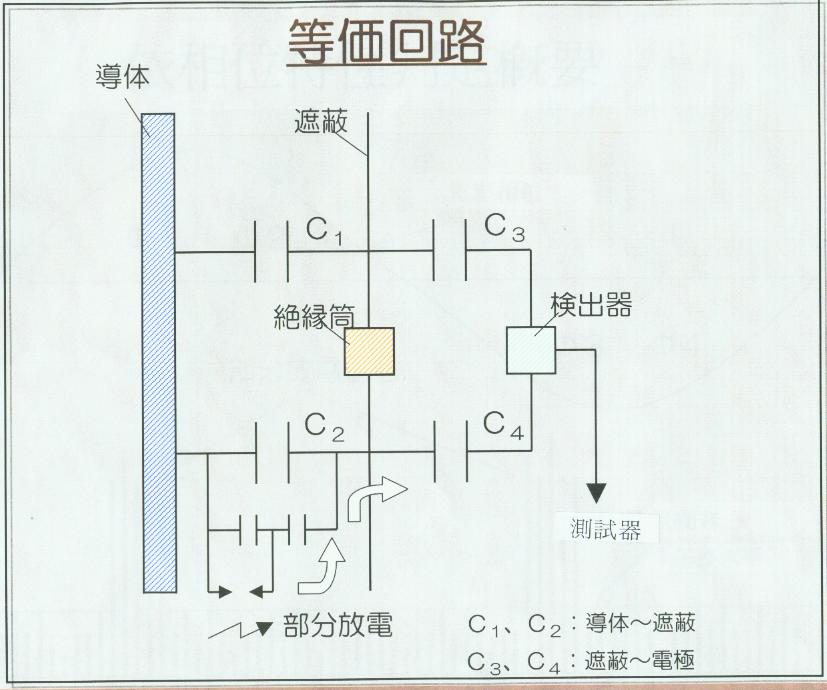 等価回路
導体
遮蔽
C₁
C₃
絶縁筒
検出器
C₂
C₄
測試器
部分放電
C₁、C₂：導体～遮蔽
C₃、C₄：遮蔽～電極